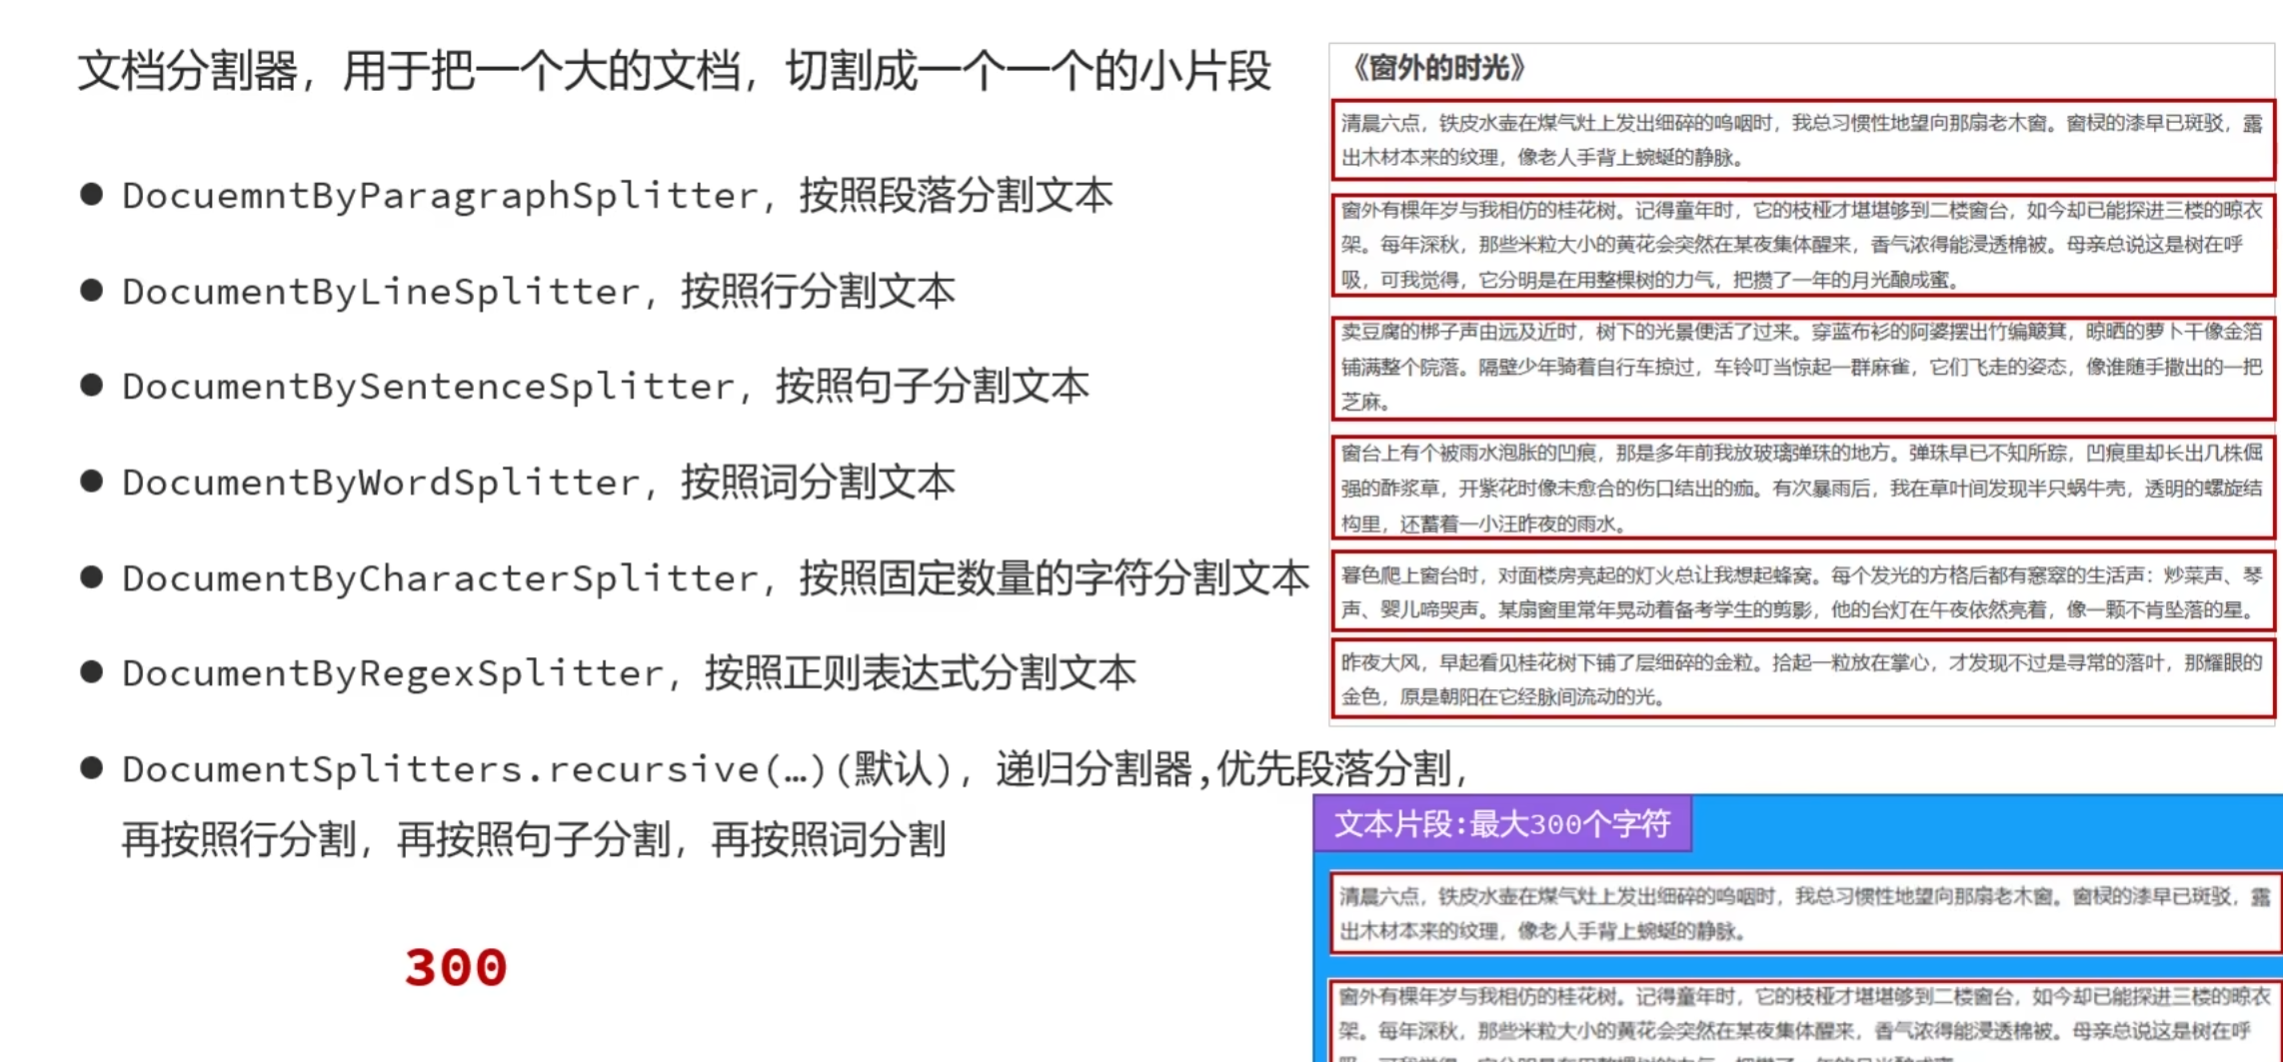 文档分割器，用于把一个大的文档，切割成一个一个的小片段
DocuemntByParagraphSplitter，按照段落分割文本
DocumentByLineSplitter，按照行分割文本
DocumentBySentenceSplitter，按照句子分割文本
DocumentByWordSplitter，按照词分割文本
DocumentByCharacterSplitter，按照固定数量的字符分割文本
DocumentByRegexSplitter，按照正则表达式分割文本
DocumentSplitters.recursive(…)(默认)，递归分割器,优先段落分割，
再按照行分割，再按照句子分割，再按照词分割
300
《窗外的时光》
清晨六点，铁皮水壶在煤气灶上发出细碎的呜咽时，我总习惯性地望向那扇老木窗。窗棂的漆早已斑驳，露
出木材本来的纹理，像老人手背上蜿蜒的静脉。
窗外有棵年岁与我相仿的桂花树。记得童年时，它的枝桠才堪堪够到二楼窗台，如今却已能探进三楼的晾衣
架。每年深秋，那些米粒大小的黄花会突然在某夜集体醒来，香气浓得能浸透棉被。母亲总说这是树在呼
吸，可我觉得，它分明是在用整棵树的力气，把攒了一年的月光酿成蜜。
卖豆腐的梆子声由远及近时，树下的光景便活了过来。穿蓝布衫的阿婆摆出竹编簸箕，晾晒的萝卜干像金箔
铺满整个院落。隔壁少年骑着自行车掠过，车铃叮当惊起一群麻雀，它们飞走的姿态，像谁随手撒出的一把
芝麻。
窗台上有个被雨水泡胀的凹痕，那是多年前我放玻璃弹珠的地方。弹珠早已不知所踪，凹痕里却长出几株倔
强的酢浆草，开紫花时像未愈合的伤口结出的痂。有次暴雨后，我在草叶间发现半只蜗牛壳，透明的螺旋结
构里，还蓄着一小汪昨夜的雨水。
暮色爬上窗台时，对面楼房亮起的灯火总让我想起蜂窝。每个发光的方格后都有窸窣的生活声：炒菜声、琴
声、婴儿啼哭声。某扇窗里常年晃动着备考学生的剪影，他的台灯在午夜依然亮着，像一颗不肯坠落的星。
昨夜大风，早起看见桂花树下铺了层细碎的金粒。拾起一粒放在掌心，才发现不过是寻常的落叶，那耀眼的
金色，原是朝阳在它经脉间流动的光。
文本片段:最大300个字符
清晨六点，铁皮水壶在煤气灶上发出细碎的呜咽时，我总习惯性地望向那扇老木窗。窗棂的漆早已斑驳，露
出木材本来的纹理，像老人手背上蜿蜒的静脉。
窗外有棵年岁与我相仿的桂花树。记得童年时，它的枝桠才堪堪够到二楼窗台，如今却已能探进三楼的晾衣
架。每年深秋，那些米粒大小的黄花会突然在某夜集体醒来，香气浓得能浸透棉被。母亲总说这是树在呼